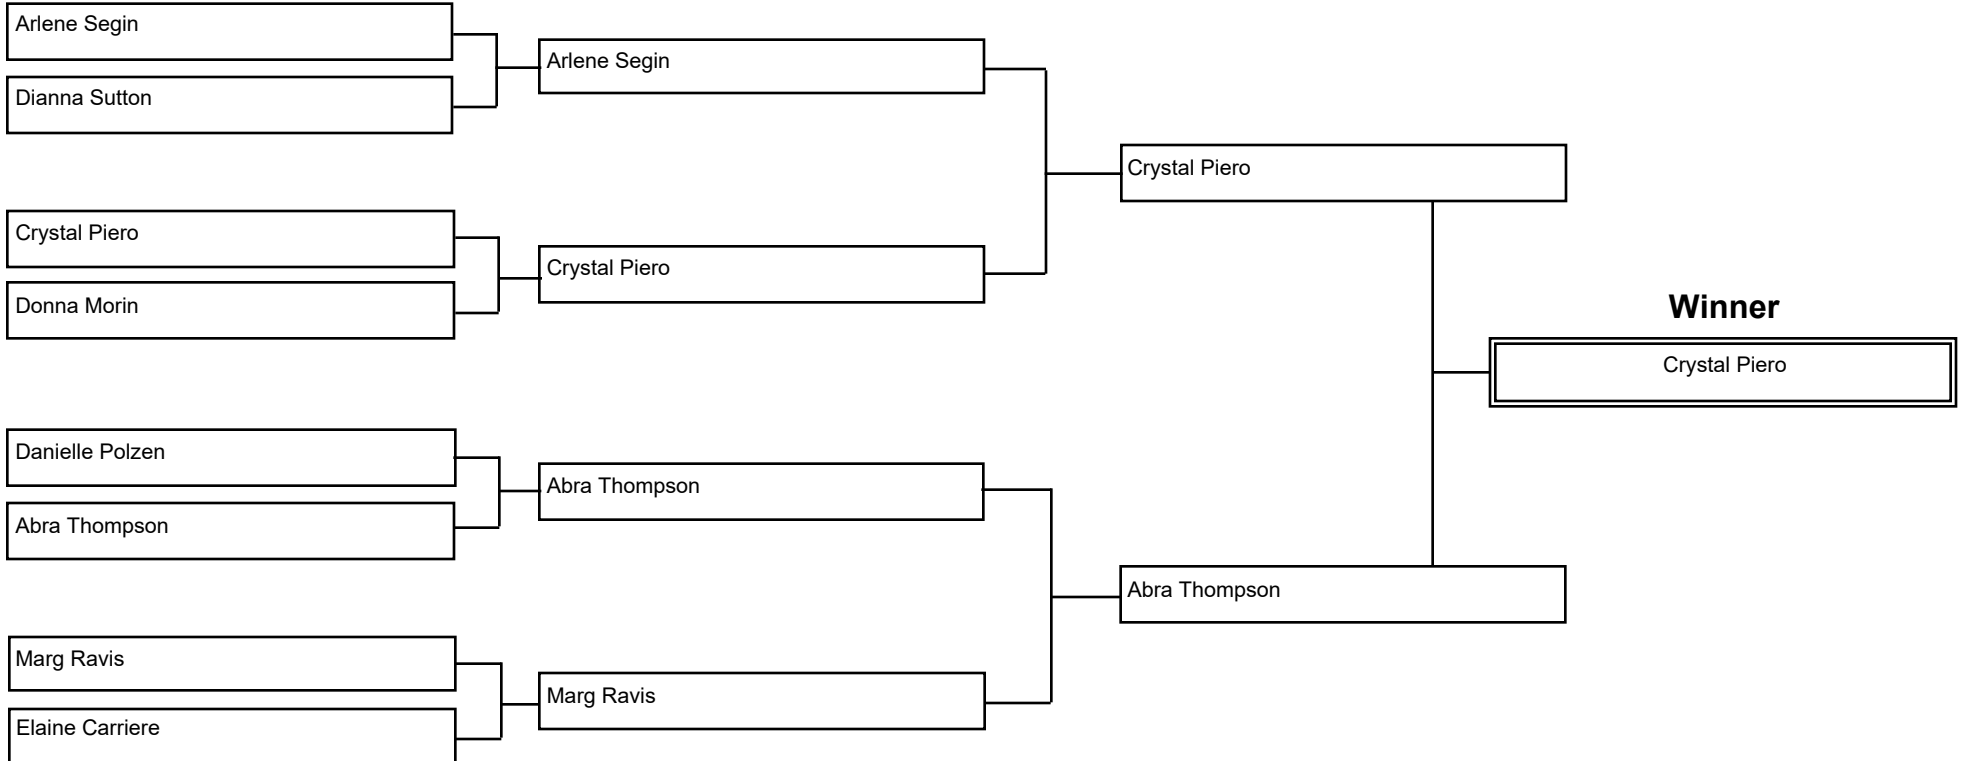 Arlene Segin
Arlene Segin
Dianna Sutton
Crystal Piero
Crystal Piero
Crystal Piero
Donna Morin
Winner
Crystal Piero
Danielle Polzen
Abra Thompson
Abra Thompson
Abra Thompson
Marg Ravis
Marg Ravis
Elaine Carriere